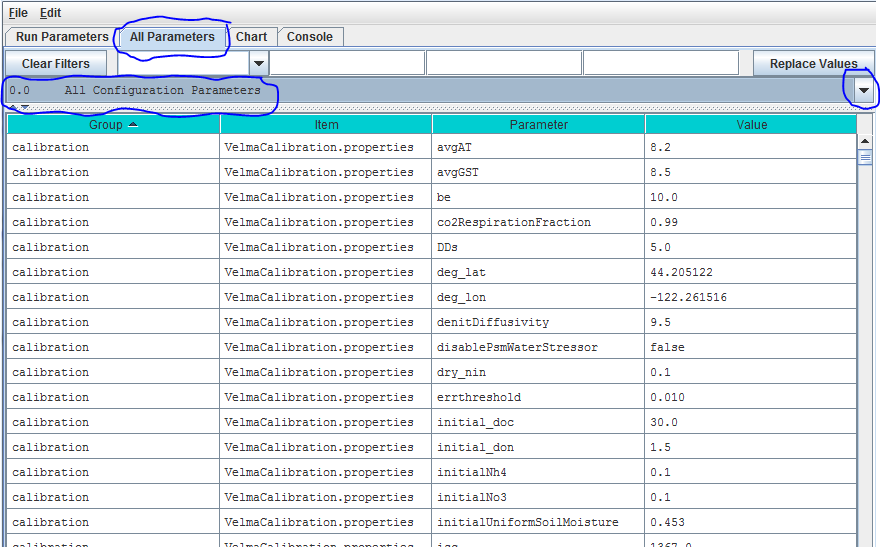 File Edit
Run Parameters All Parameters Chart Console
Clear Filters Replace Values
0.0 All Configuration Parameters
Group Item Parameter Value
calibration VelmaCalibration.properties avgAT 8.2
calibration VelmaCalibration.properties avgGST 8.5
calibration VelmaCalibration.properties be 10.0
calibration VelmaCalibration.properties co2RespirationFraction 0.99
calibration VelmaCalibration.properties DDs 5.0
calibration VelmaCalibration.properties deg_lat 44.205122
calibration VelmaCalibration.properties deg_lon -122.261516
calibration VelmaCalibration.properties denitDiffusivity 9.5
calibration VelmaCalibration.properties disablePsmWaterStressor false
calibration VelmaCalibration.properties dry_nin 0.1
calibration VelmaCalibration.properties errthreshold 0.010
calibration VelmaCalibration.properties initial_doc 30.0
calibration VelmaCalibration.properties initial_don 1.5
calibration VelmaCalibration.properties initialNh4 0.1
calibration VelmaCalibration.properties initialNo3 0.1
calibration VelmaCalibration.properties initialUniformSoilMoisture 0.453